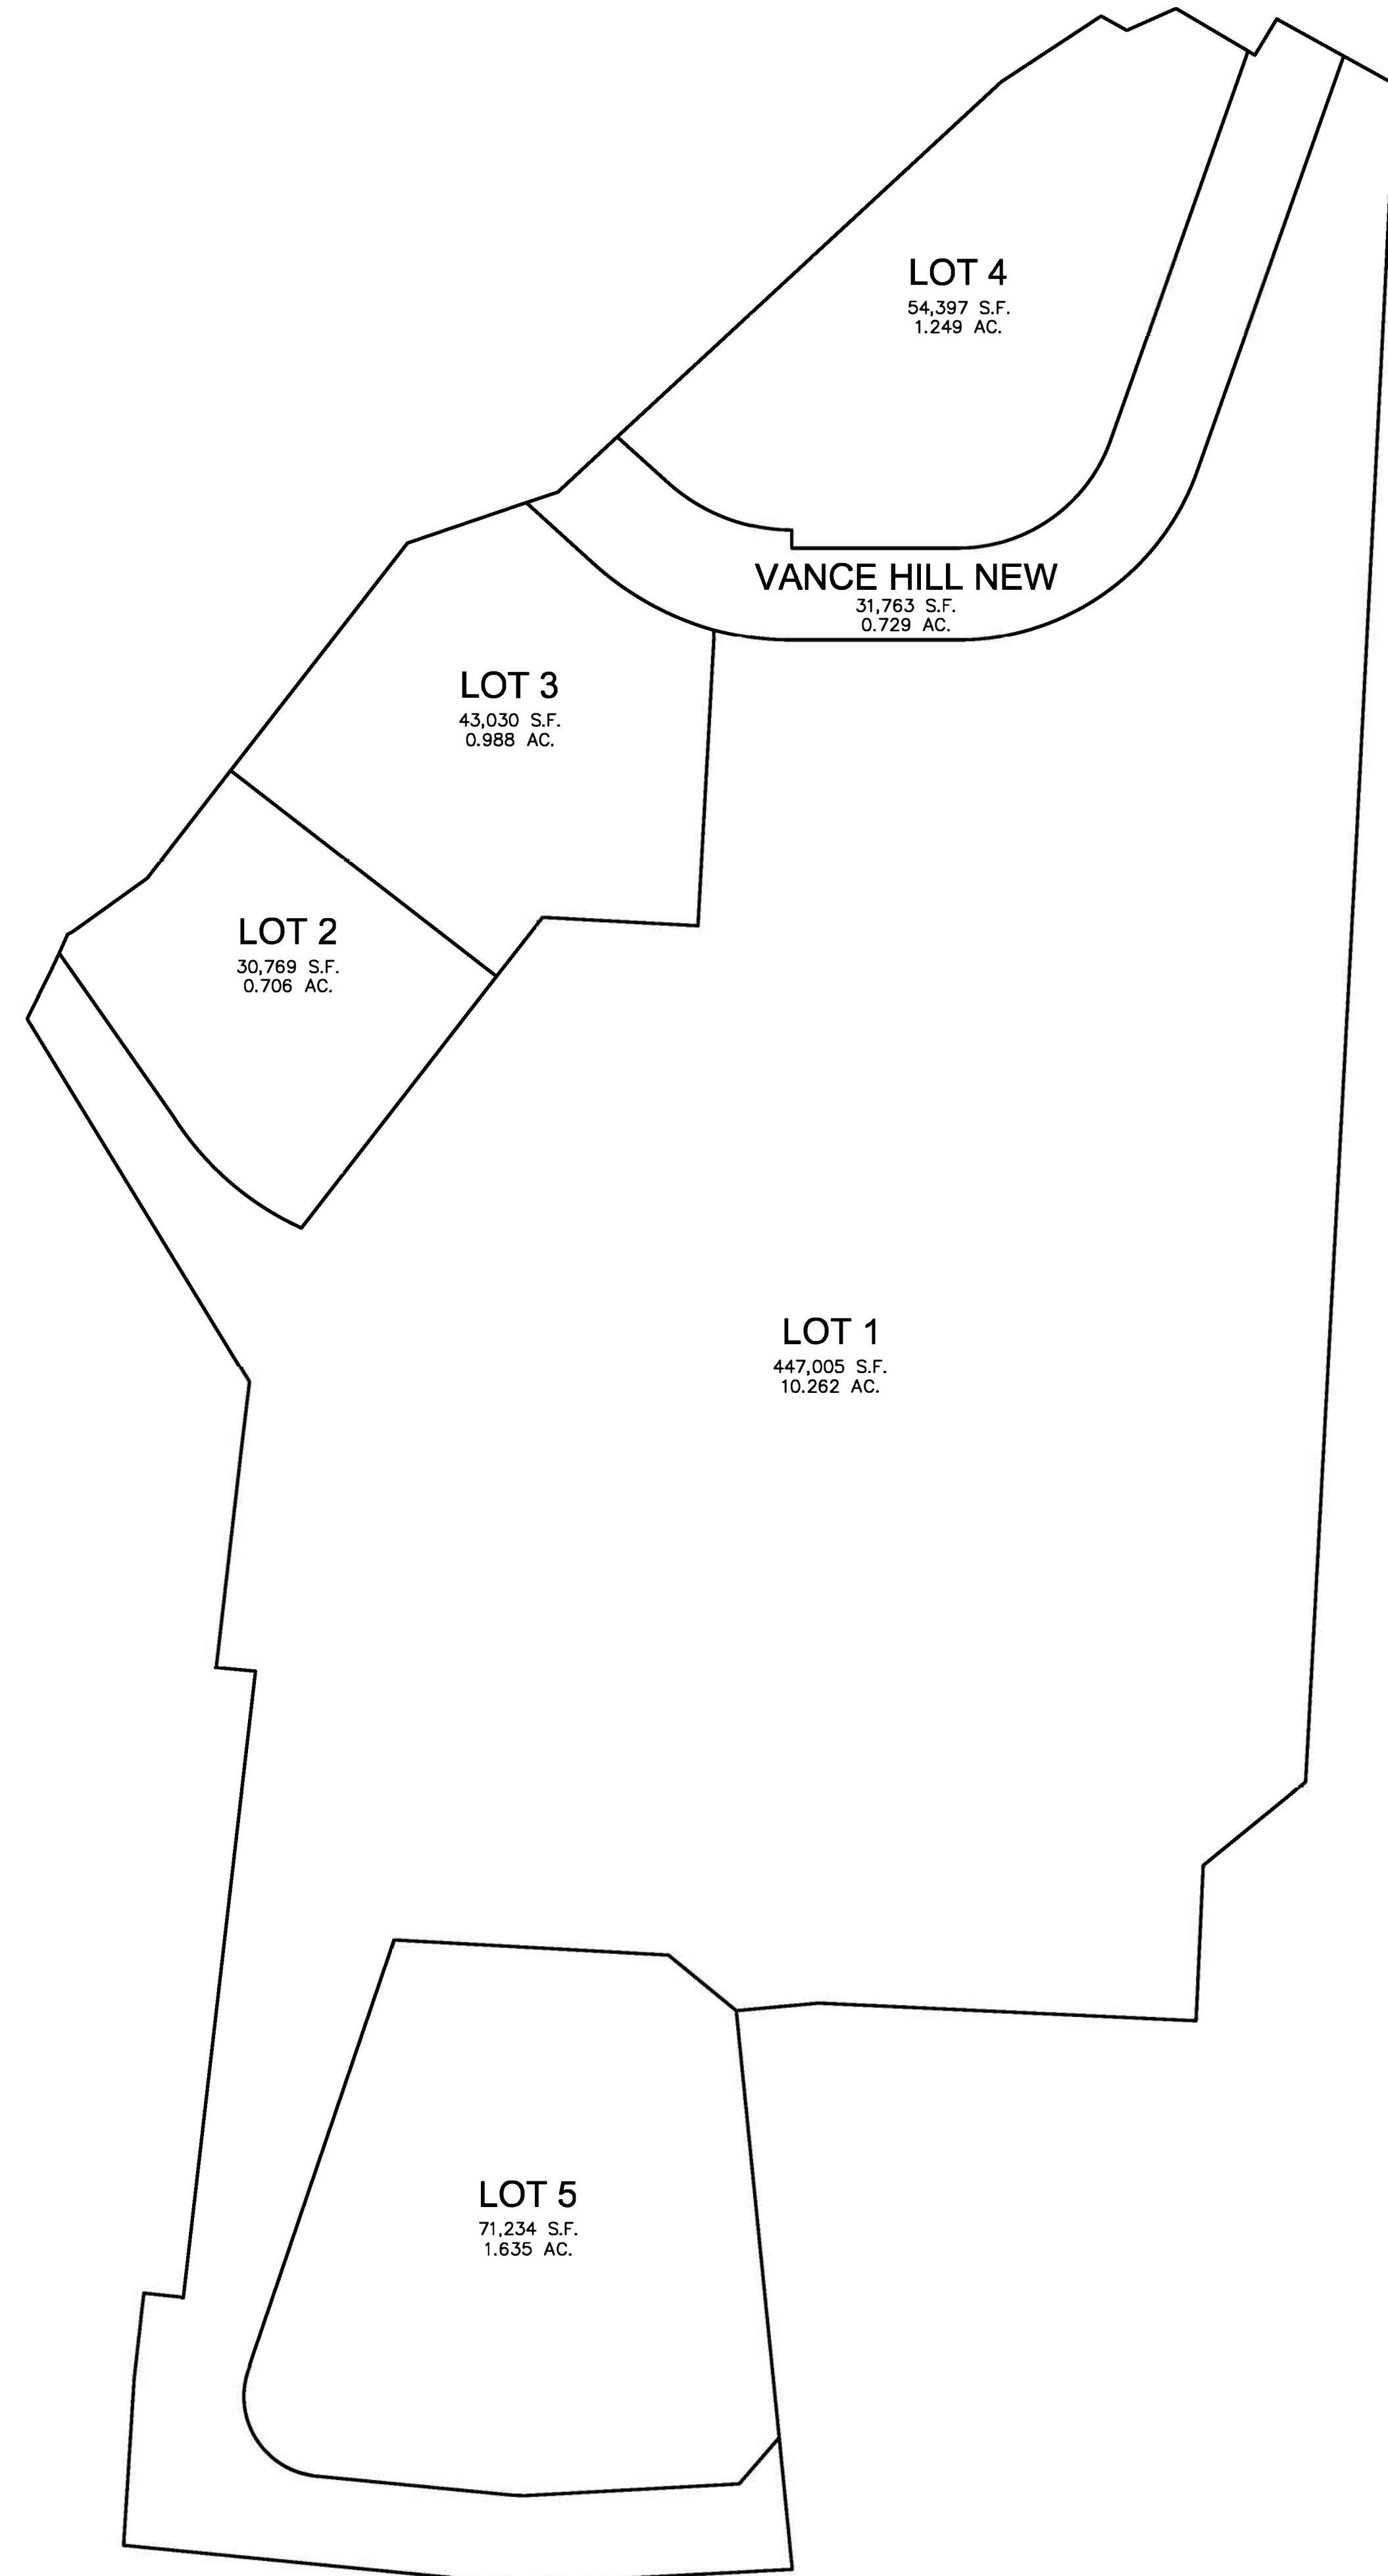 LOT 4
54,397 S.F.
1.249 AC.
VANCE HILL NEW
31,763 S.F.
0.729 AC.
LOT 3
43,030 S.F.
0.988 AC.
LOT 2
30,769 S.F.
0.706 AC.
LOT 1
447,005 S.F.
10.262 AC.
LOT 5
71,234 S.F.
1.635 AC.